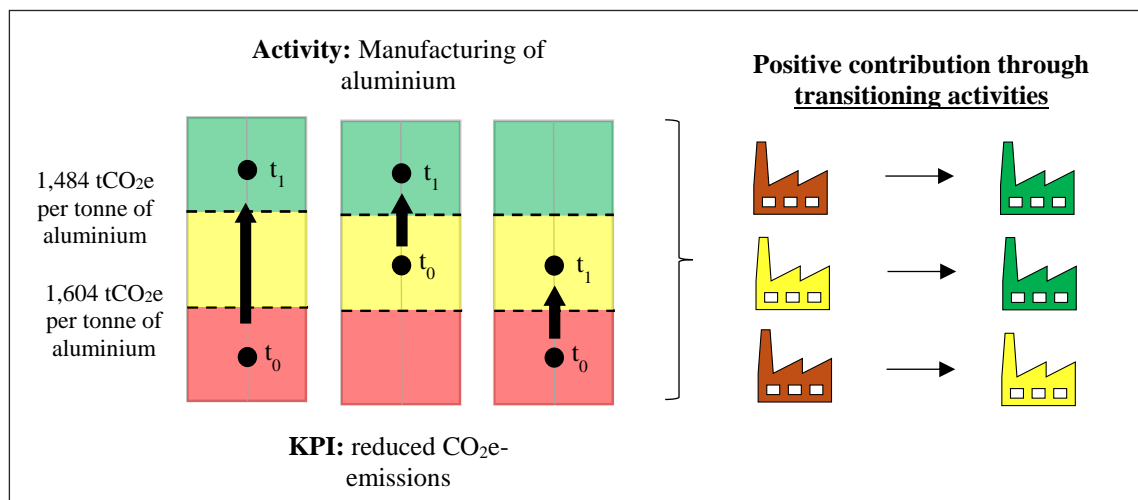 Activity: Manufacturing of
aluminium
Positive contribution through
transitioning activities
1,484 tCO₂e
per tonne of
aluminium
1,604 tCO₂e
per tonne of
aluminium
t₁
t₀
t₁
t₀
t₁
t₀
KPI: reduced CO₂e-
emissions